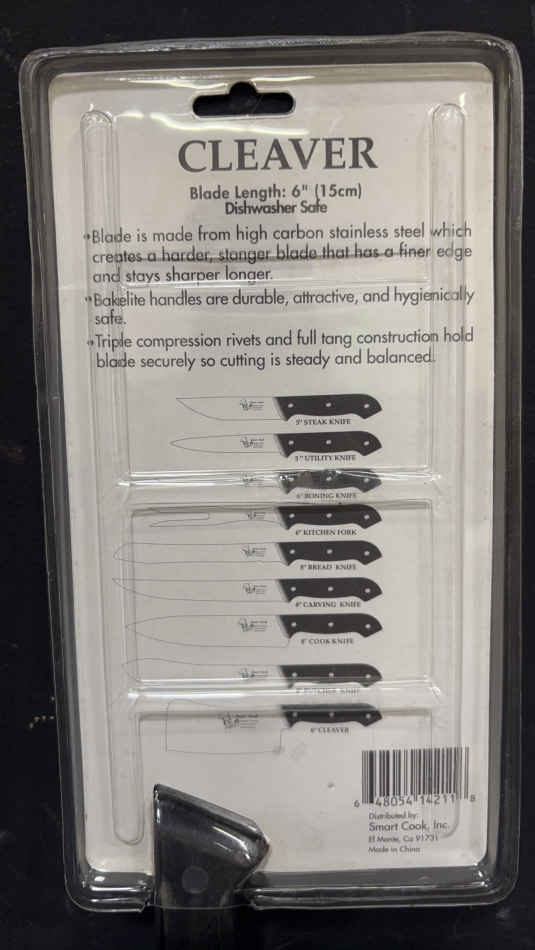 CLEAVER
Blade Length: 6" (15cm)
Dishwasher Safe
Blade is made from high carbon stainless steel which
creates a harder, stonger blade that has a finer edge
and stays sharper longer.
Bakelite handles are durable, attractive, and hygienically
safe.
Triple compression rivets and full tang construction hold
blade securely so cutting is steady and balanced.
5" STEAK KNIFE
5" UTILITY KNIFE
6" BONING KNIFE
6" KITCHEN FORK
8" BREAD KNIFE
8" CARVING KNIFE
8" COOK KNIFE
BUTCHER KNIFE
6" CLEAVER
6 48054 14211 8
Distributed by:
Smart Cook, Inc.
El Monte, Ca 91731
Made in China